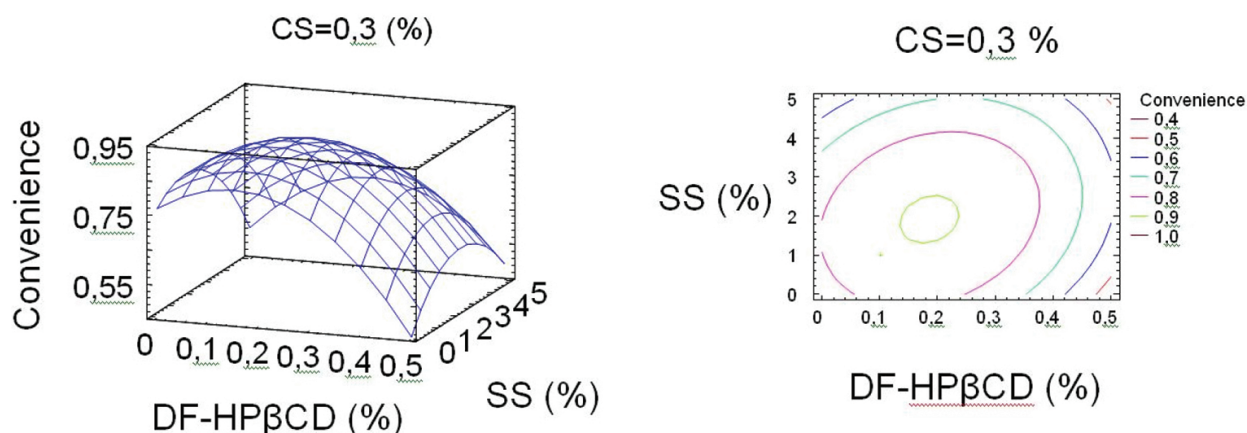 CS=0,3 (%)
Convenience
0,95
0,75
0,55
0 0,1 0,2 0,3 0,4 0,5
0 1 2 3 4 5
SS (%)
DF-HPβCD (%)
CS=0,3 %
SS (%)
5
4
3
2
1
0
0 0,1 0,2 0,3 0,4 0,5
DF-HPβCD (%)
Convenience
0,4
0,5
0,6
0,7
0,8
0,9
1,0